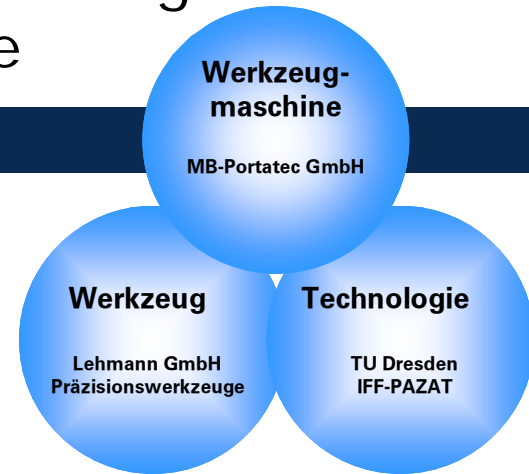 Werkzeug-
maschine
MB-Portatec GmbH
Werkzeug
Lehmann GmbH
Präzisionswerkzeuge
Technologie
TU Dresden
IFF-PAZAT